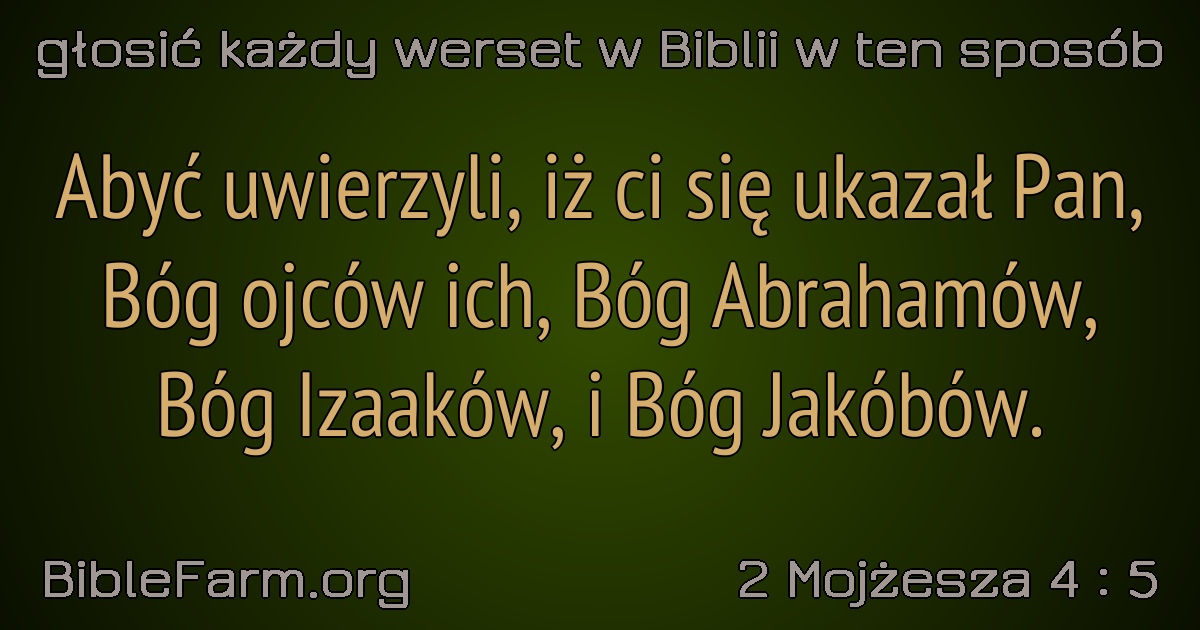 głosić każdy werset w Biblii w ten sposób
Abyć uwierzyli, iż ci się ukazał Pan,
Bóg ojców ich, Bóg Abrahamów,
Bóg Izaaków, i Bóg Jakóbów.
BibleFarm.org
2 Mojżesza 4 : 5